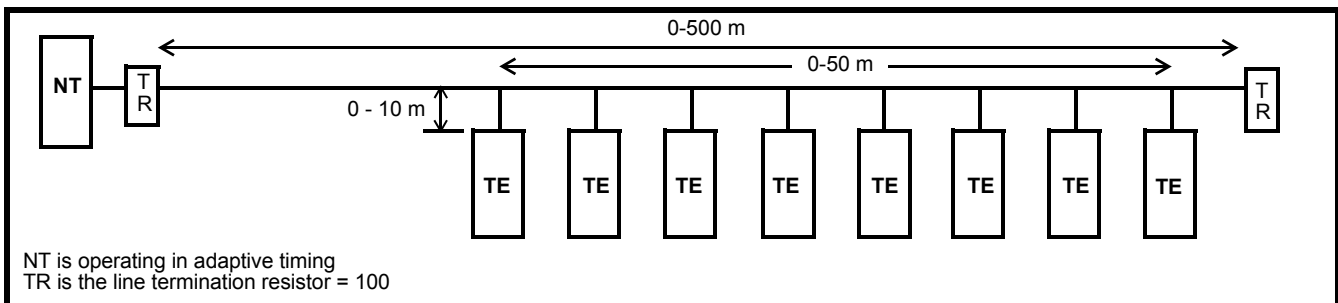 0-500 m
0-50 m
NT
T
R
0 - 10 m
T
R
TE TE TE TE TE TE TE TE
NT is operating in adaptive timing
TR is the line termination resistor = 100